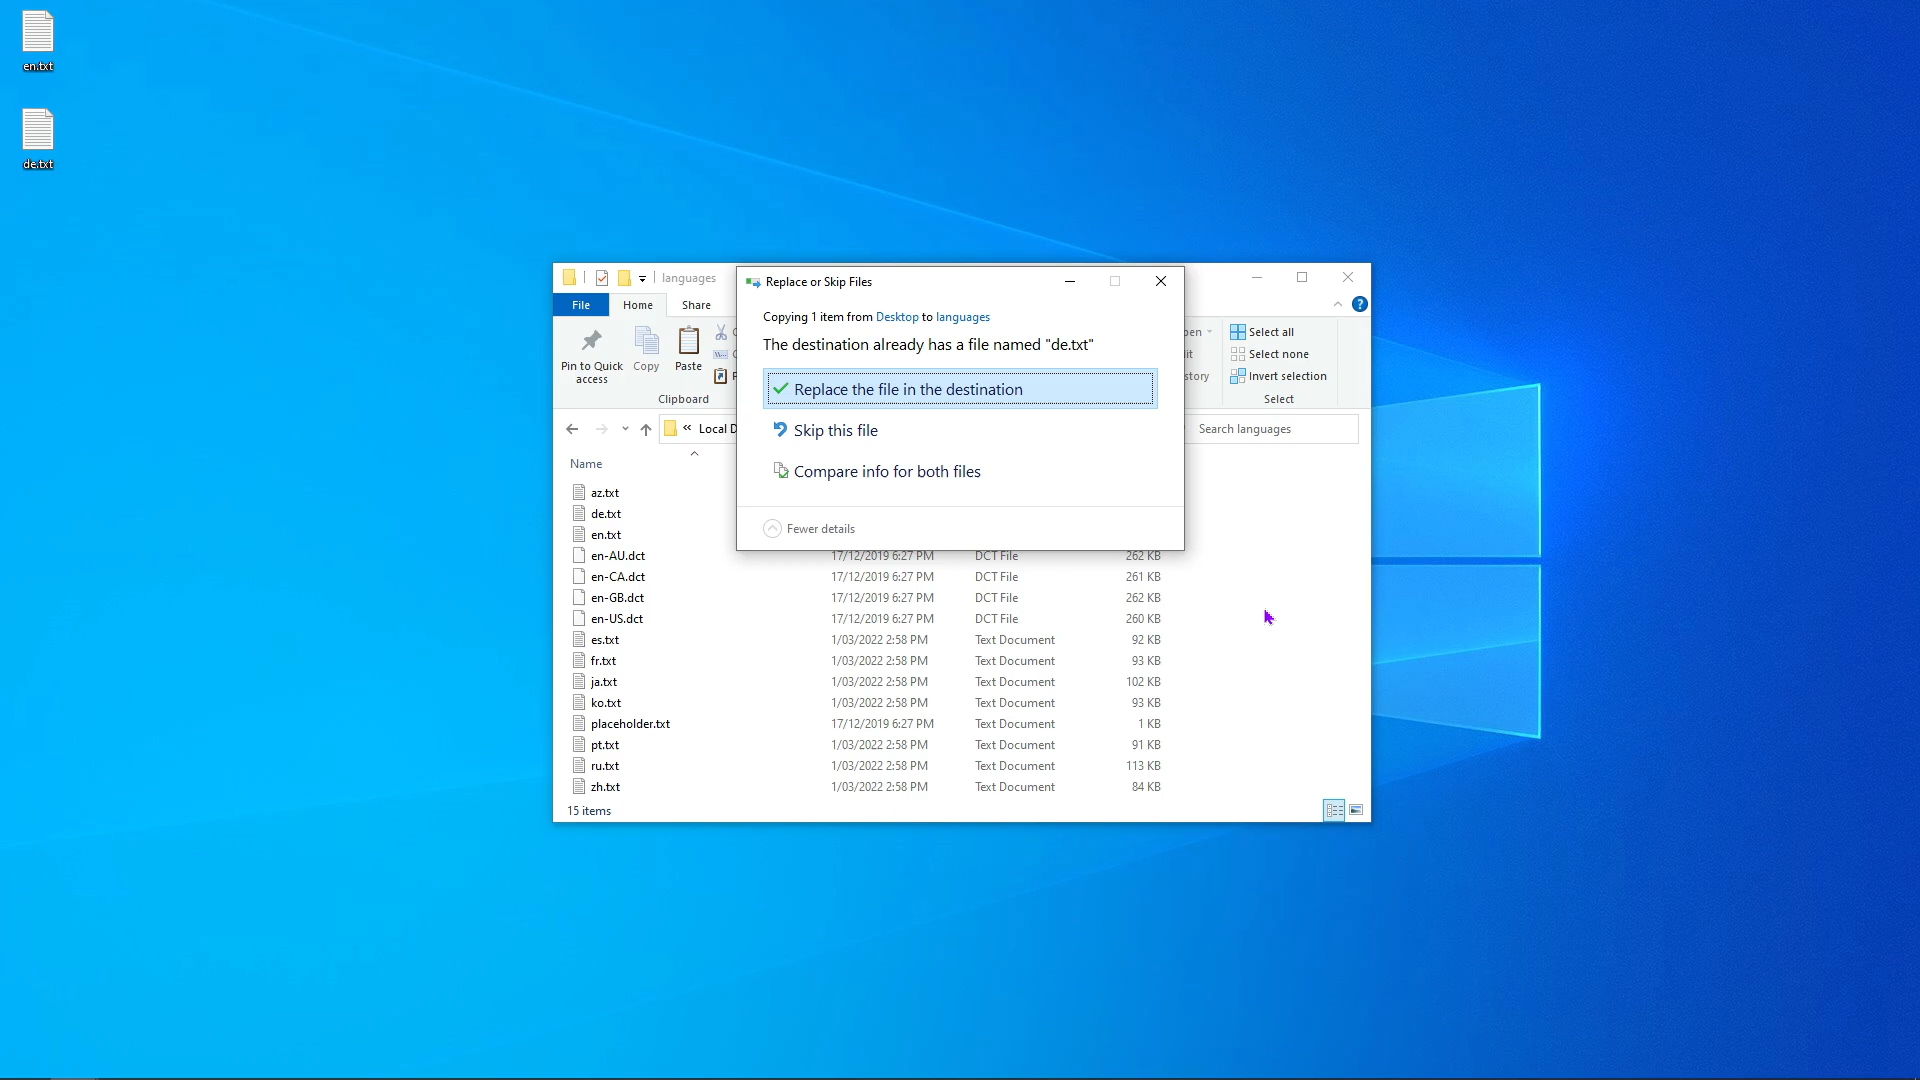 en.txt
de.txt
languages
File
Home
Share
Pin to Quick
access
Copy
Paste
Clipboard
Select all
Select none
Invert selection
Select
Local D
Search languages
Name
az.txt
de.txt
en.txt
en-AU.dct 17/12/2019 6:27 PM DCT File 262 KB
en-CA.dct 17/12/2019 6:27 PM DCT File 261 KB
en-GB.dct 17/12/2019 6:27 PM DCT File 262 KB
en-US.dct 17/12/2019 6:27 PM DCT File 260 KB
es.txt 1/03/2022 2:58 PM Text Document 92 KB
fr.txt 1/03/2022 2:58 PM Text Document 93 KB
ja.txt 1/03/2022 2:58 PM Text Document 102 KB
ko.txt 1/03/2022 2:58 PM Text Document 93 KB
placeholder.txt 17/12/2019 6:27 PM Text Document 1 KB
pt.txt 1/03/2022 2:58 PM Text Document 91 KB
ru.txt 1/03/2022 2:58 PM Text Document 113 KB
zh.txt 1/03/2022 2:58 PM Text Document 84 KB
15 items
Replace or Skip Files
Copying 1 item from Desktop to languages
The destination already has a file named "de.txt"
Replace the file in the destination
Skip this file
Compare info for both files
Fewer details